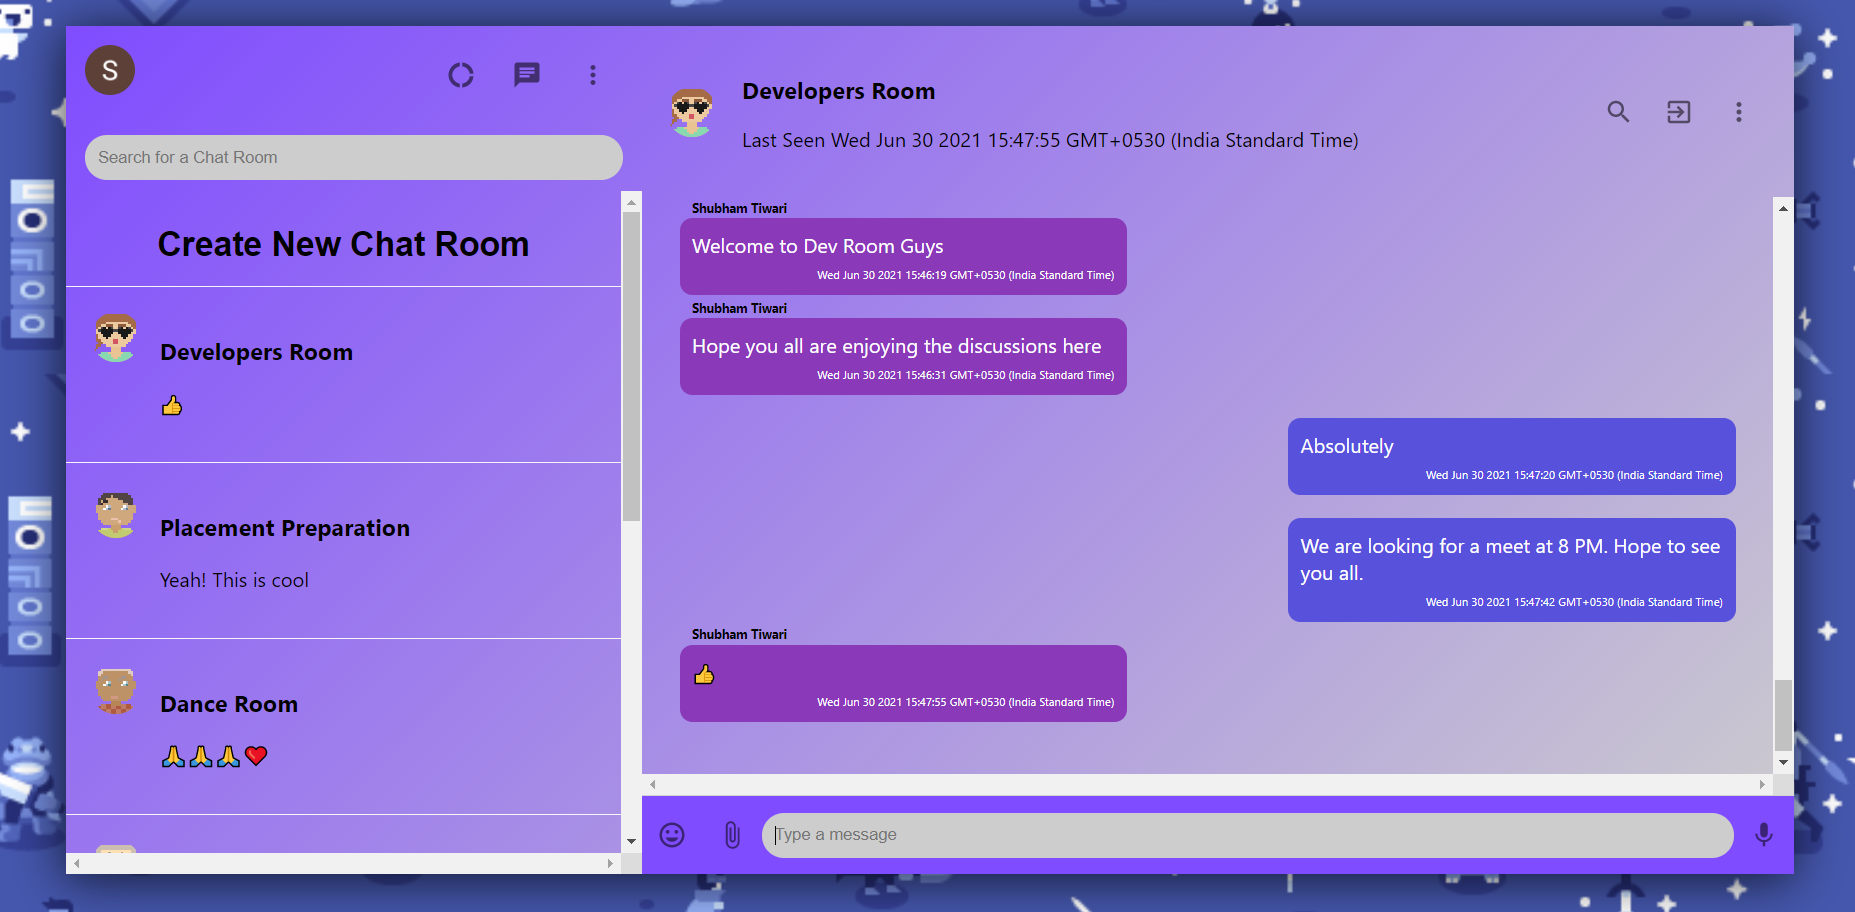 S
Search for a Chat Room
Create New Chat Room
Developers Room
👍
Placement Preparation
Yeah! This is cool
Dance Room
🙏🙏🙏❤️
Developers Room
Last Seen Wed Jun 30 2021 15:47:55 GMT+0530 (India Standard Time)
Shubham Tiwari
Welcome to Dev Room Guys
Wed Jun 30 2021 15:46:19 GMT+0530 (India Standard Time)
Shubham Tiwari
Hope you all are enjoying the discussions here
Wed Jun 30 2021 15:46:31 GMT+0530 (India Standard Time)
Absolutely
Wed Jun 30 2021 15:47:20 GMT+0530 (India Standard Time)
We are looking for a meet at 8 PM. Hope to see
you all.
Wed Jun 30 2021 15:47:42 GMT+0530 (India Standard Time)
Shubham Tiwari
👍
Wed Jun 30 2021 15:47:55 GMT+0530 (India Standard Time)
Type a message